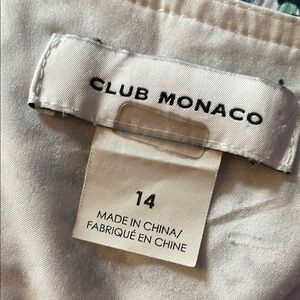 CLUB MONACO
14
MADE IN CHINA/
FABRIQUÉ EN CHINE